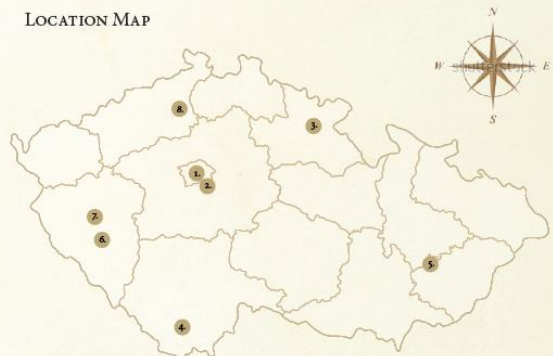 Location Map
N
W shutterstock E
S
8.
3.
1.
2.
7.
6.
5.
4.